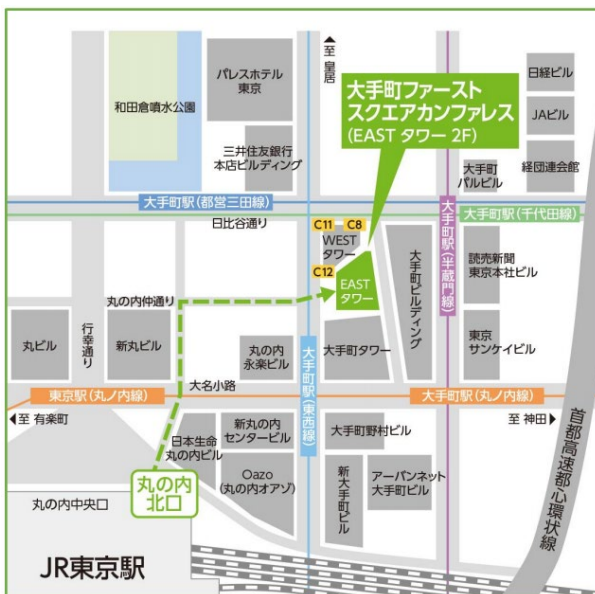 至 皇居
大手町ファースト
スクエアカンファレス
(EAST タワー 2F)
日経ビル
JAビル
経団連会館
パレスホテル
東京
和田倉噴水公園
三井住友銀行
本店ビルディング
大手町
パルビル
大手町駅(都営三田線)
日比谷通り
大手町駅(千代田線)
C11
C8
WEST
タワー
C12
EAST
タワー
大手町ビルディング
大手町駅(半蔵門線)
読売新聞
東京本社ビル
丸の内仲通り
丸ビル
行幸通り
新丸ビル
丸の内
永楽ビル
大手町駅(東西線)
大手町タワー
東京
サンケイビル
東京駅(丸ノ内線)
大名小路
大手町駅(丸ノ内線)
至 有楽町
至 神田
日本生命
丸の内ビル
新丸の内
センタービル
大手町野村ビル
Oazo
(丸の内オアゾ)
新大手町ビル
アーバンネット
大手町ビル
首都高速都心環状線
丸の内
北口
丸の内中央口
JR東京駅